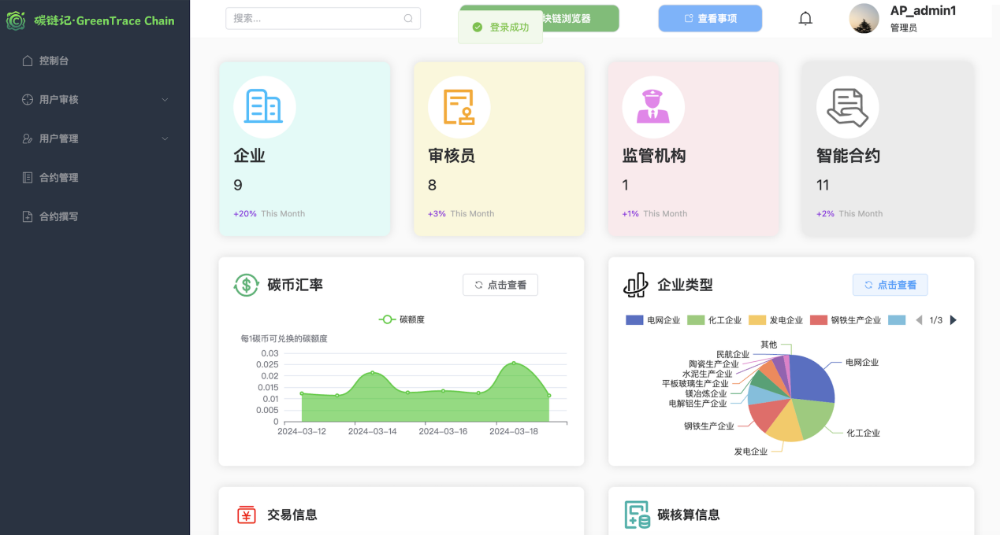 碳链记·GreenTrace Chain
控制台
用户审核
用户管理
合约管理
合约撰写
搜索...
登录成功
块链浏览器
查看事项
AP_admin1
管理员
企业
9
+20% This Month
审核员
8
+3% This Month
监管机构
1
+1% This Month
智能合约
11
+2% This Month
碳币汇率
点击查看
碳额度
每1碳币可兑换的碳额度
0.03
0.025
0.02
0.015
0.01
0.005
0
2024-03-12
2024-03-14
2024-03-16
2024-03-18
企业类型
点击查看
电网企业
化工企业
发电企业
钢铁生产企业
1/3
其他
民航企业
陶瓷生产企业
水泥生产企业
平板玻璃生产企业
镁冶炼企业
电解铝生产企业
钢铁生产企业
发电企业
电网企业
化工企业
交易信息
碳核算信息